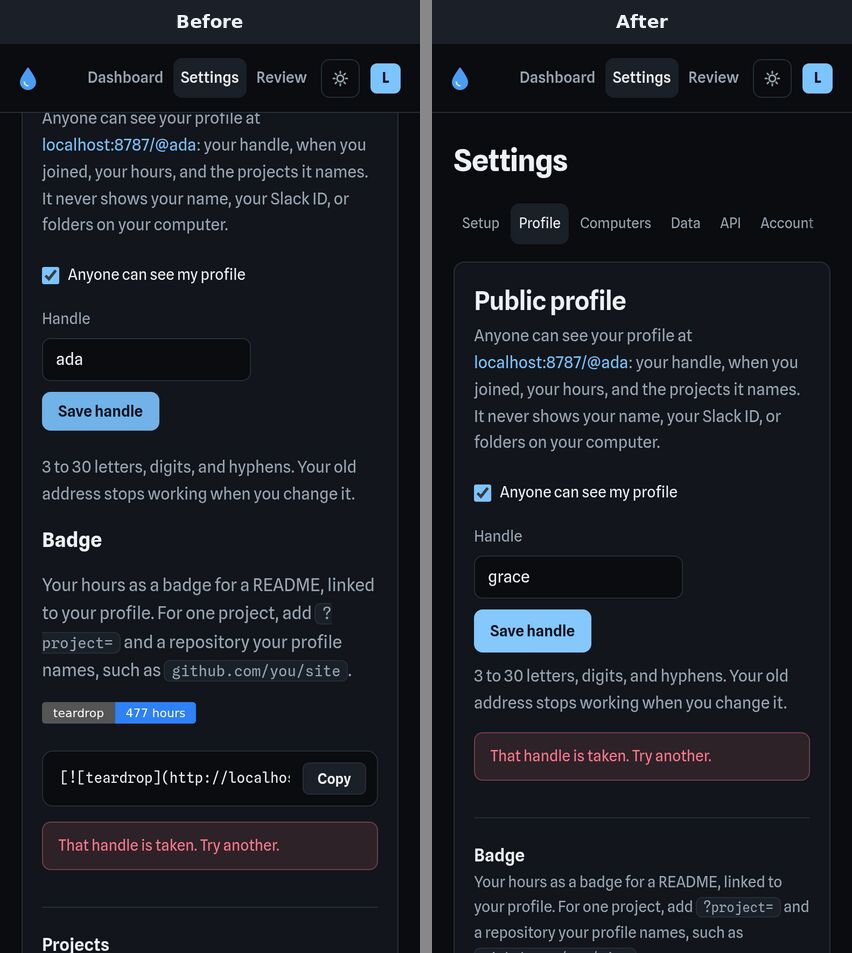 Before
Dashboard Settings Review L
Anyone can see your profile at
localhost:8787/@ada: your handle, when you
joined, your hours, and the projects it names.
It never shows your name, your Slack ID, or
folders on your computer.
Anyone can see my profile
Handle
ada
Save handle
3 to 30 letters, digits, and hyphens. Your old
address stops working when you change it.
Badge
Your hours as a badge for a README, linked
to your profile. For one project, add ?
project= and a repository your profile
names, such as github.com/you/site.
teardrop 477 hours
[![teardrop](http://localhos Copy
That handle is taken. Try another.
Projects
After
Dashboard Settings Review L
Settings
Setup Profile Computers Data API Account
Public profile
Anyone can see your profile at
localhost:8787/@ada: your handle, when you
joined, your hours, and the projects it names.
It never shows your name, your Slack ID, or
folders on your computer.
Anyone can see my profile
Handle
grace
Save handle
3 to 30 letters, digits, and hyphens. Your old
address stops working when you change it.
That handle is taken. Try another.
Badge
Your hours as a badge for a README, linked to
your profile. For one project, add ?project= and
a repository your profile names, such as